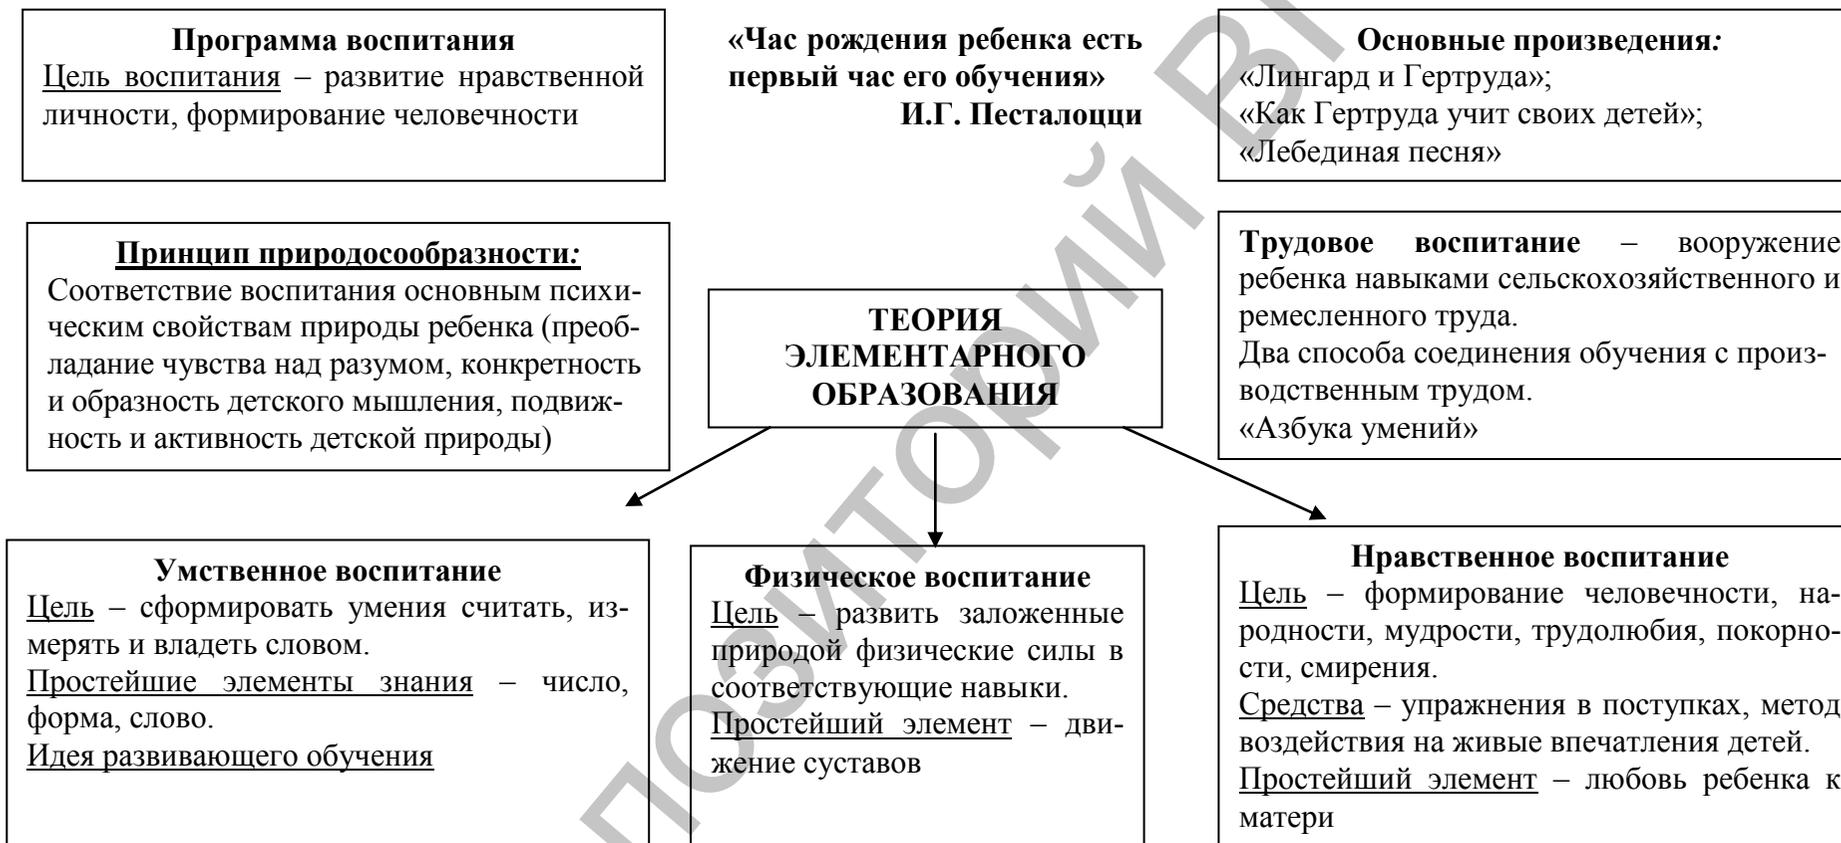 Программа воспитания
Цель воспитания – развитие нравственной
личности, формирование человечности
«Час рождения ребенка есть
первый час его обучения»
И.Г. Песталоцци
Основные произведения:
«Лингард и Гертруда»;
«Как Гертруда учит своих детей»;
«Лебединая песня»
Принцип природосообразности:
Соответствие воспитания основным психи-
ческим свойствам природы ребенка (преоб-
ладание чувства над разумом, конкретность
и образность детского мышления, подвиж-
ность и активность детской природы)
ТЕОРИЯ
ЭЛЕМЕНТАРНОГО
ОБРАЗОВАНИЯ
Трудовое воспитание – вооружение
ребенка навыками сельскохозяйственного и
ремесленного труда.
Два способа соединения обучения с произ-
водственным трудом.
«Азбука умений»
Умственное воспитание
Цель – сформировать умения считать, из-
мерять и владеть словом.
Простейшие элементы знания – число,
форма, слово.
Идея развивающего обучения
Физическое воспитание
Цель – развить заложенные
природой физические силы в
соответствующие навыки.
Простейший элемент – дви-
жение суставов
Нравственное воспитание
Цель – формирование человечности, на-
родности, мудрости, трудолюбия, покорно-
сти, смирения.
Средства – упражнения в поступках, метод
воздействия на живые впечатления детей.
Простейший элемент – любовь ребенка к
матери